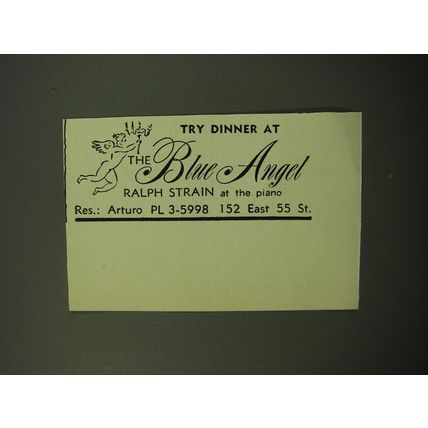 TRY DINNER AT
THE Blue Angel
RALPH STRAIN at the piano
Res.: Arturo PL 3-5998 152 East 55 St.